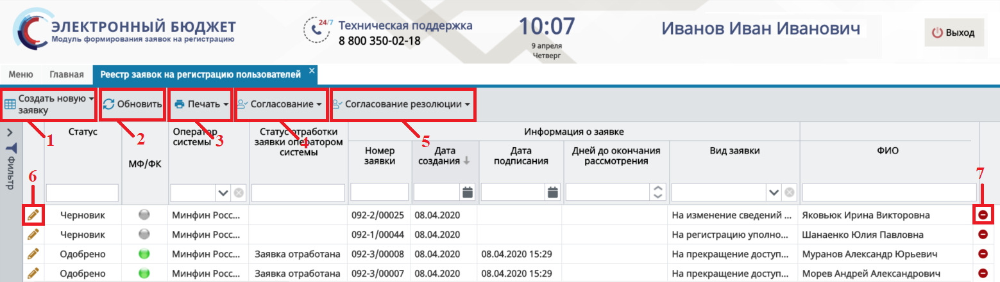 ЭЛЕКТРОННЫЙ БЮДЖЕТ
Модуль формирования заявок на регистрацию
24/7
Техническая поддержка
8 800 350-02-18
10:07
9 апреля
Четверг
Иванов Иван Иванович
Выход
Меню
Главная
Реестр заявок на регистрацию пользователей
Создать новую
заявку
Обновить
Печать
Согласование
Согласование резолюции
1
2
3
4
5
Фильтр
Статус
МФ/ФК
Оператор
системы
Статус отработки
заявки оператором
системы
Информация о заявке
Номер
заявки
Дата
создания
Дата
подписания
Дней до окончания
рассмотрения
Вид заявки
ФИО
6
7
Черновик Минфин Росс... 092-2/00025 08.04.2020 На изменение сведений ... Яковьюк Ирина Викторовна
Черновик Минфин Росс... 092-1/00044 08.04.2020 На регистрацию уполно... Шанаенко Юлия Павловна
Одобрено Минфин Росс... Заявка отработана 092-3/00008 08.04.2020 08.04.2020 15:29 На прекращение доступ... Муранов Александр Юрьевич
Одобрено Минфин Росс... Заявка отработана 092-3/00007 08.04.2020 08.04.2020 15:29 На прекращение доступ... Морев Андрей Александрович